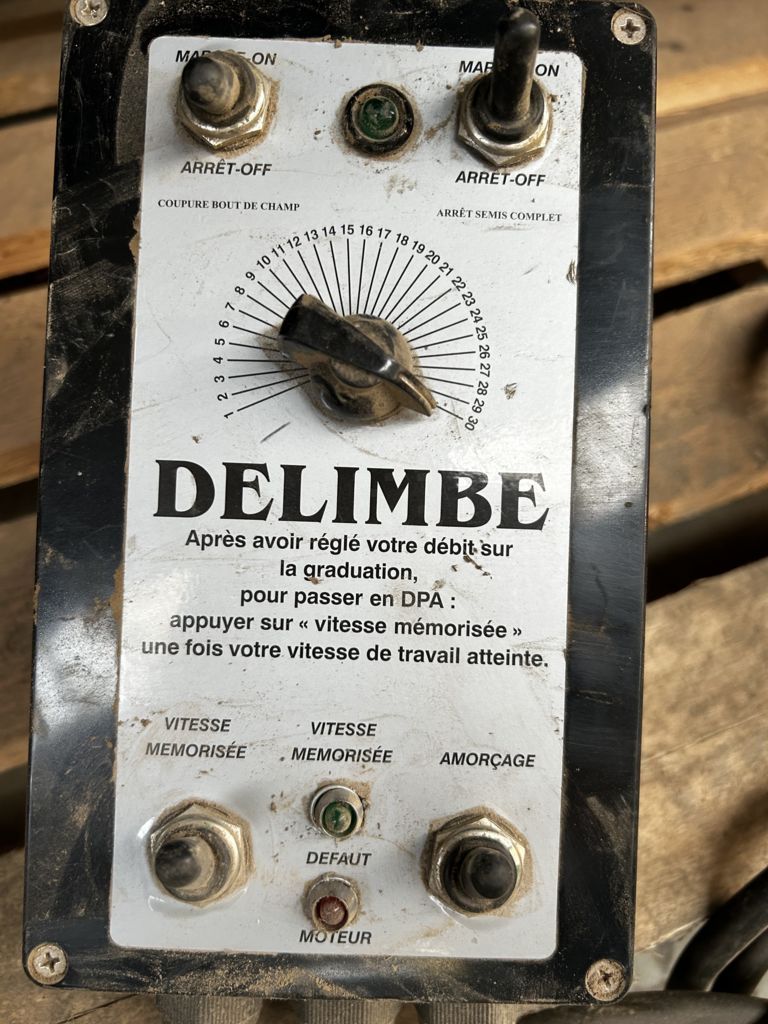 ON
ON
ARRÊT-OFF
ARRÊT-OFF
COUPURE BOUT DE CHAMP
ARRÊT SEMIS COMPLET
1 2 3 4 5 6 7 8 9 10 11 12 13 14 15 16 17 18 19 20 21 22 23 24 25 26 27 28 29 30
DELIMBE
Après avoir réglé votre débit sur
la graduation,
pour passer en DPA :
appuyer sur « vitesse mémorisée »
une fois votre vitesse de travail atteinte.
VITESSE
MEMORISÉE
VITESSE
MEMORISÉE
AMORÇAGE
DEFAUT
MOTEUR